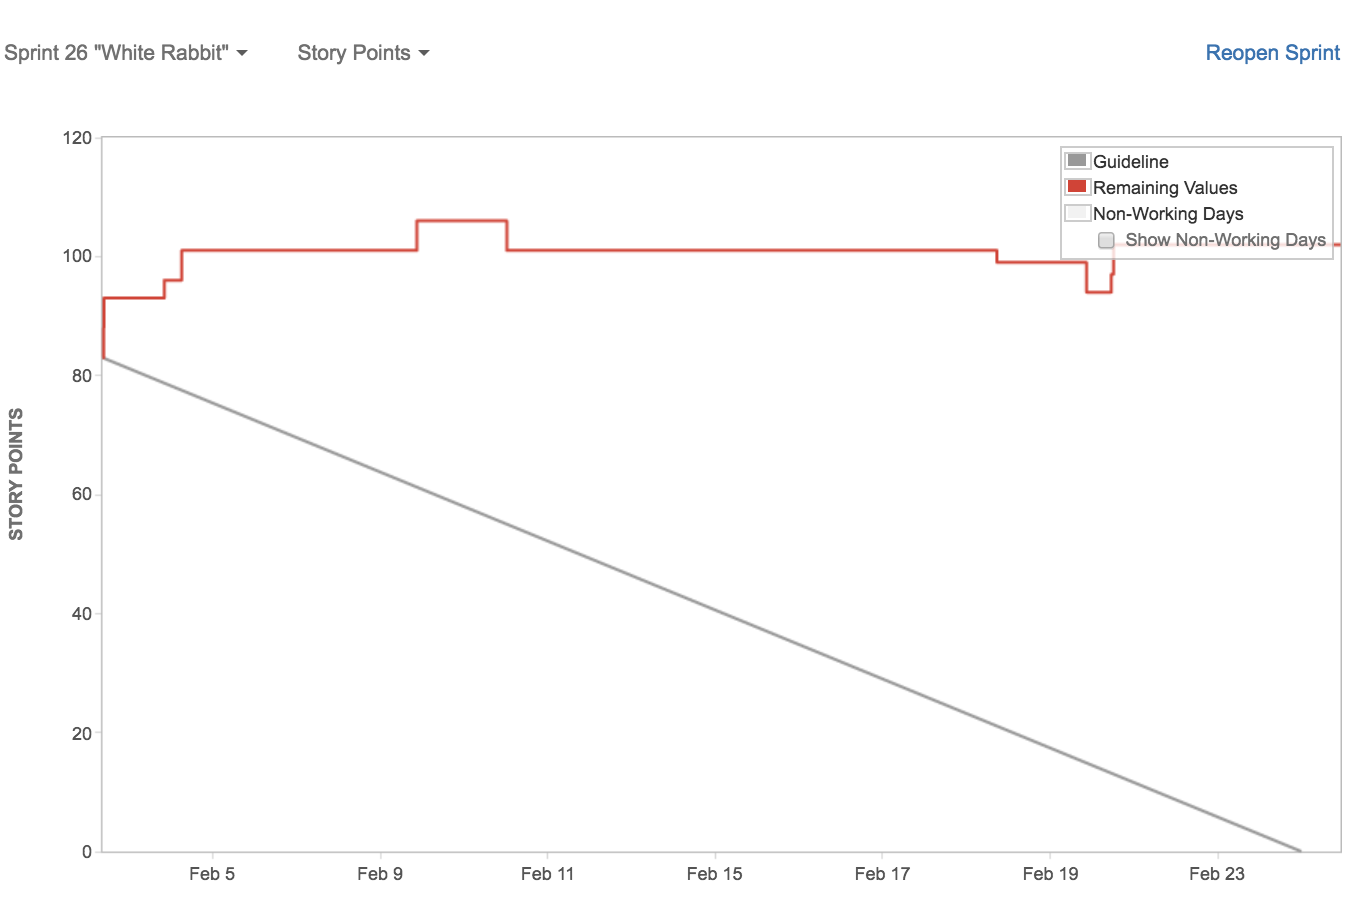 Sprint 26 "White Rabbit" Story Points Reopen Sprint
120
Guideline
Remaining Values
Non-Working Days
Show Non-Working Days
100
80
60
40
20
0
STORY POINTS
Feb 5 Feb 9 Feb 11 Feb 15 Feb 17 Feb 19 Feb 23